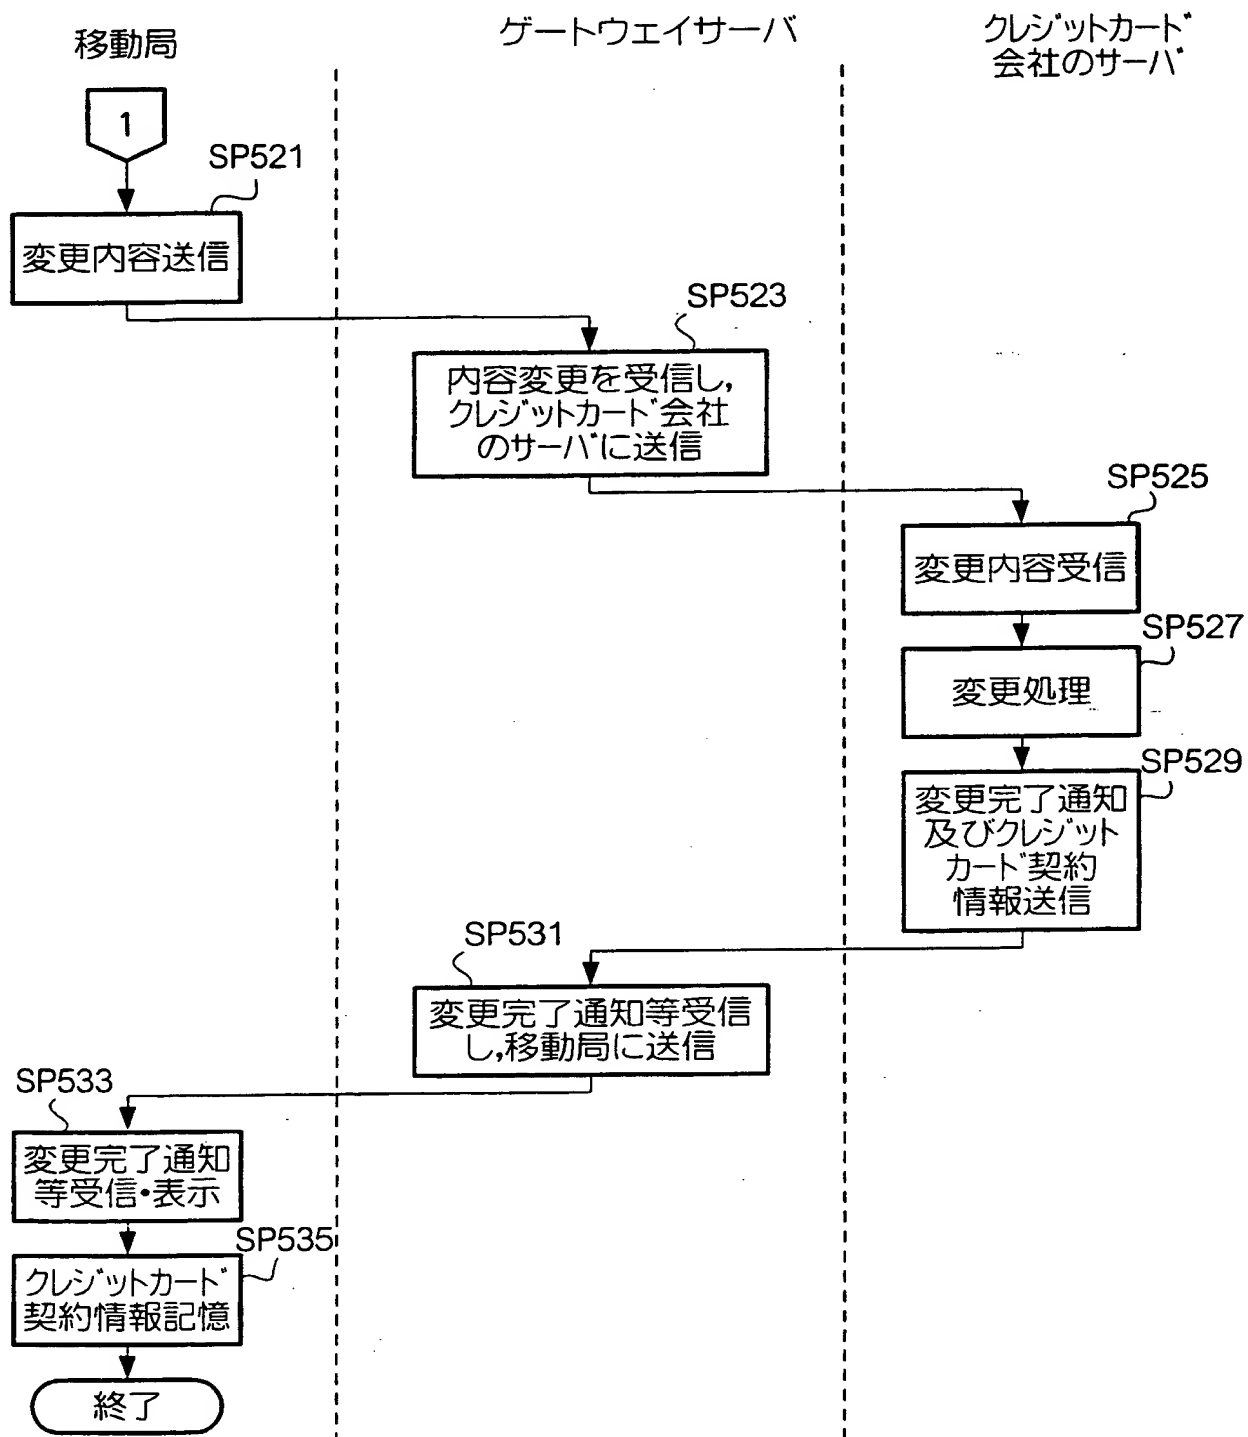 移動局
ゲートウェイサーバ
クレジットカード
会社のサーバ
1
SP521
変更内容送信
SP523
内容変更を受信し,
クレジットカード会社
のサーバに送信
SP525
変更内容受信
SP527
変更処理
SP529
変更完了通知
及びクレジット
カード契約
情報送信
SP531
変更完了通知等受信
し,移動局に送信
SP533
変更完了通知
等受信・表示
SP535
クレジットカード
契約情報記憶
終了